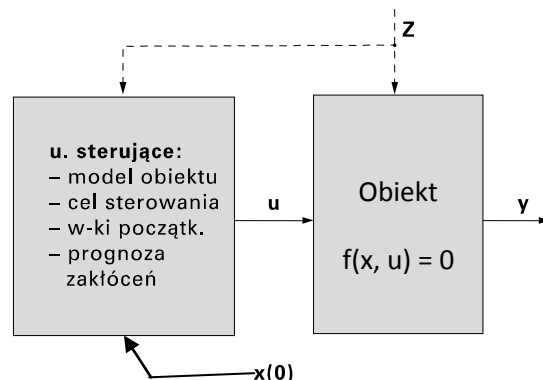 Z
u. sterujące:
– model obiektu
– cel sterowania
– w-ki początk.
– prognoza
zakłóceń
u
Obiekt
f(x, u) = 0
y
x(0)